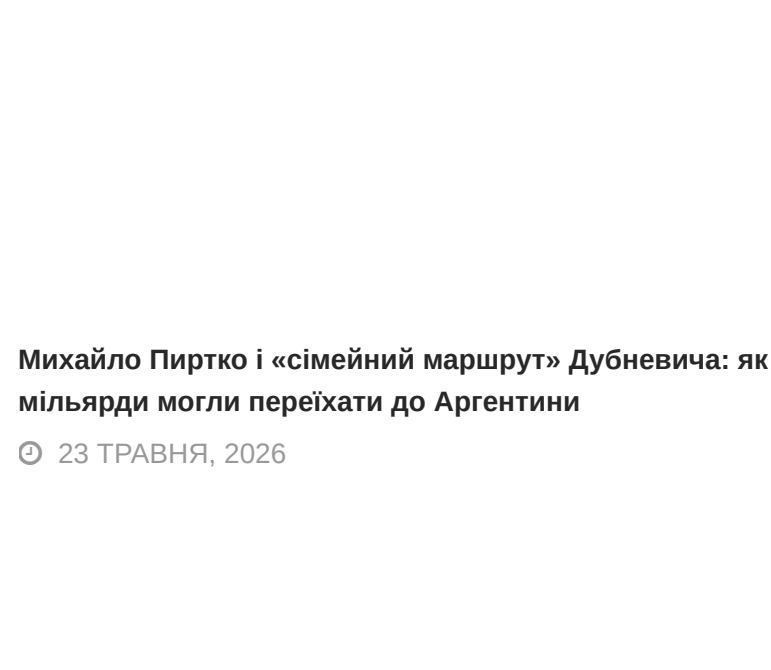 Михайло Пиртко і «сімейний маршрут» Дубневича: як
мільярди могли переїхати до Аргентини
23 ТРАВНЯ, 2026